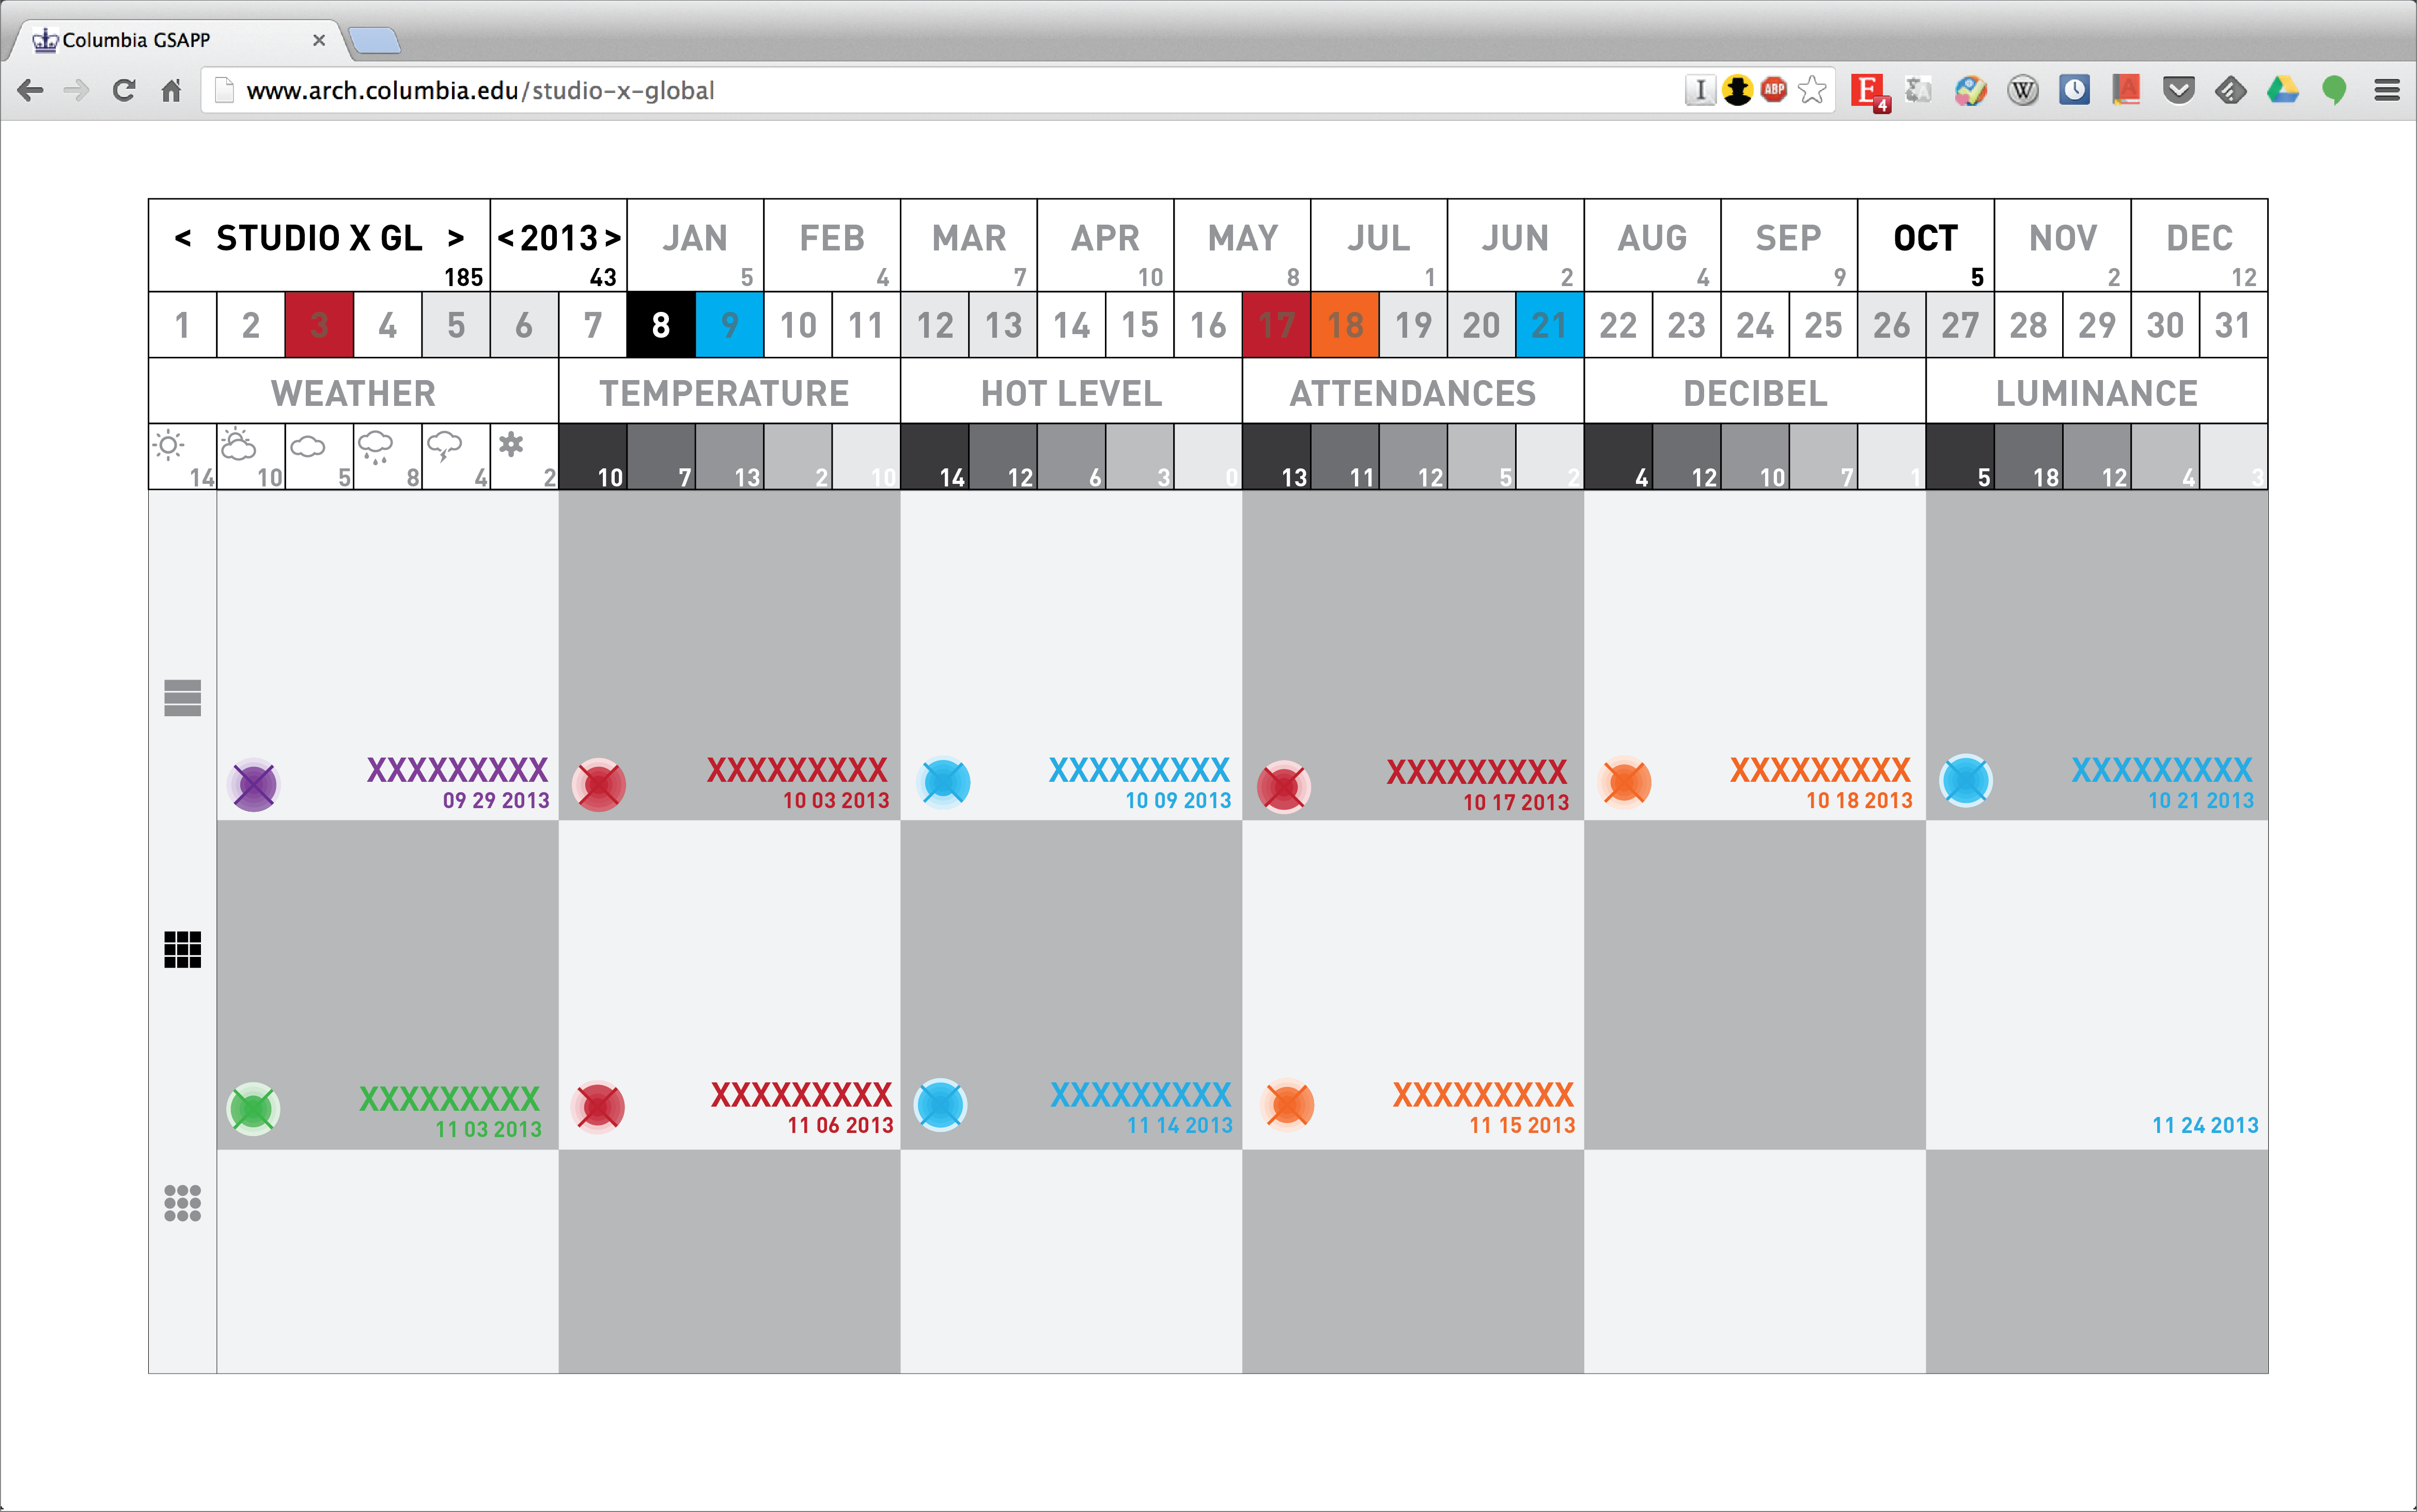 Columbia GSAPP
www.arch.columbia.edu/studio-x-global
I ABP E 4 W A
< STUDIO X GL > <2013> JAN FEB MAR APR MAY JUL JUN AUG SEP OCT NOV DEC
185 43 5 4 7 10 8 1 2 4 9 5 2 12
1 2 3 4 5 6 7 8 9 10 11 12 13 14 15 16 17 18 19 20 21 22 23 24 25 26 27 28 29 30 31
WEATHER TEMPERATURE HOT LEVEL ATTENDANCES DECIBEL LUMINANCE
14 10 5 8 4 2 10 7 13 2 10 14 12 6 3 0 13 11 12 5 2 4 12 10 7 1 5 18 12 4 3
XXXXXXXXX XXXXXXXXX XXXXXXXXX XXXXXXXXX XXXXXXXXX XXXXXXXXX
09 29 2013 10 03 2013 10 09 2013 10 17 2013 10 18 2013 10 21 2013
XXXXXXXXX XXXXXXXXX XXXXXXXXX XXXXXXXXX
11 03 2013 11 06 2013 11 14 2013 11 15 2013 11 24 2013